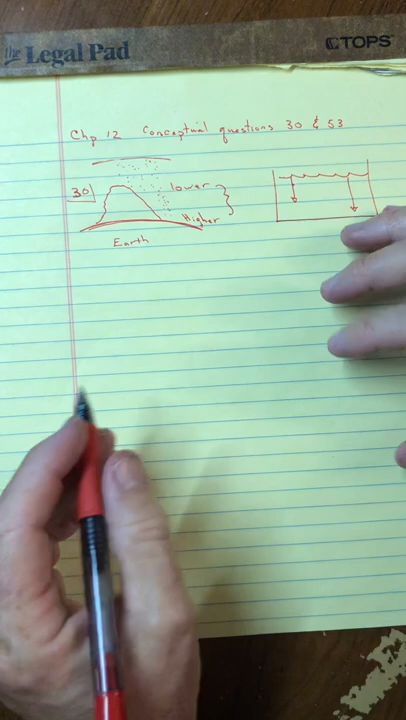 the Legal Pad TOPS
Chp 12 Conceptual questions 30 & 53
30
lower
Higher
Earth